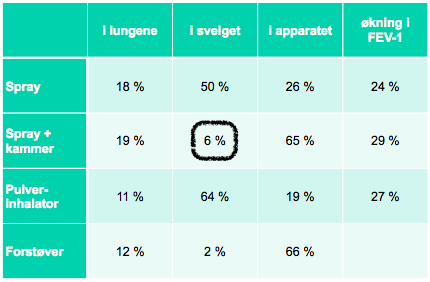 i lungene i svelget i apparatet økning i
FEV-1
Spray 18 % 50 % 26 % 24 %
Spray +
kammer 19 % 6 % 65 % 29 %
Pulver-
inhalator 11 % 64 % 19 % 27 %
Forstøver 12 % 2 % 66 %